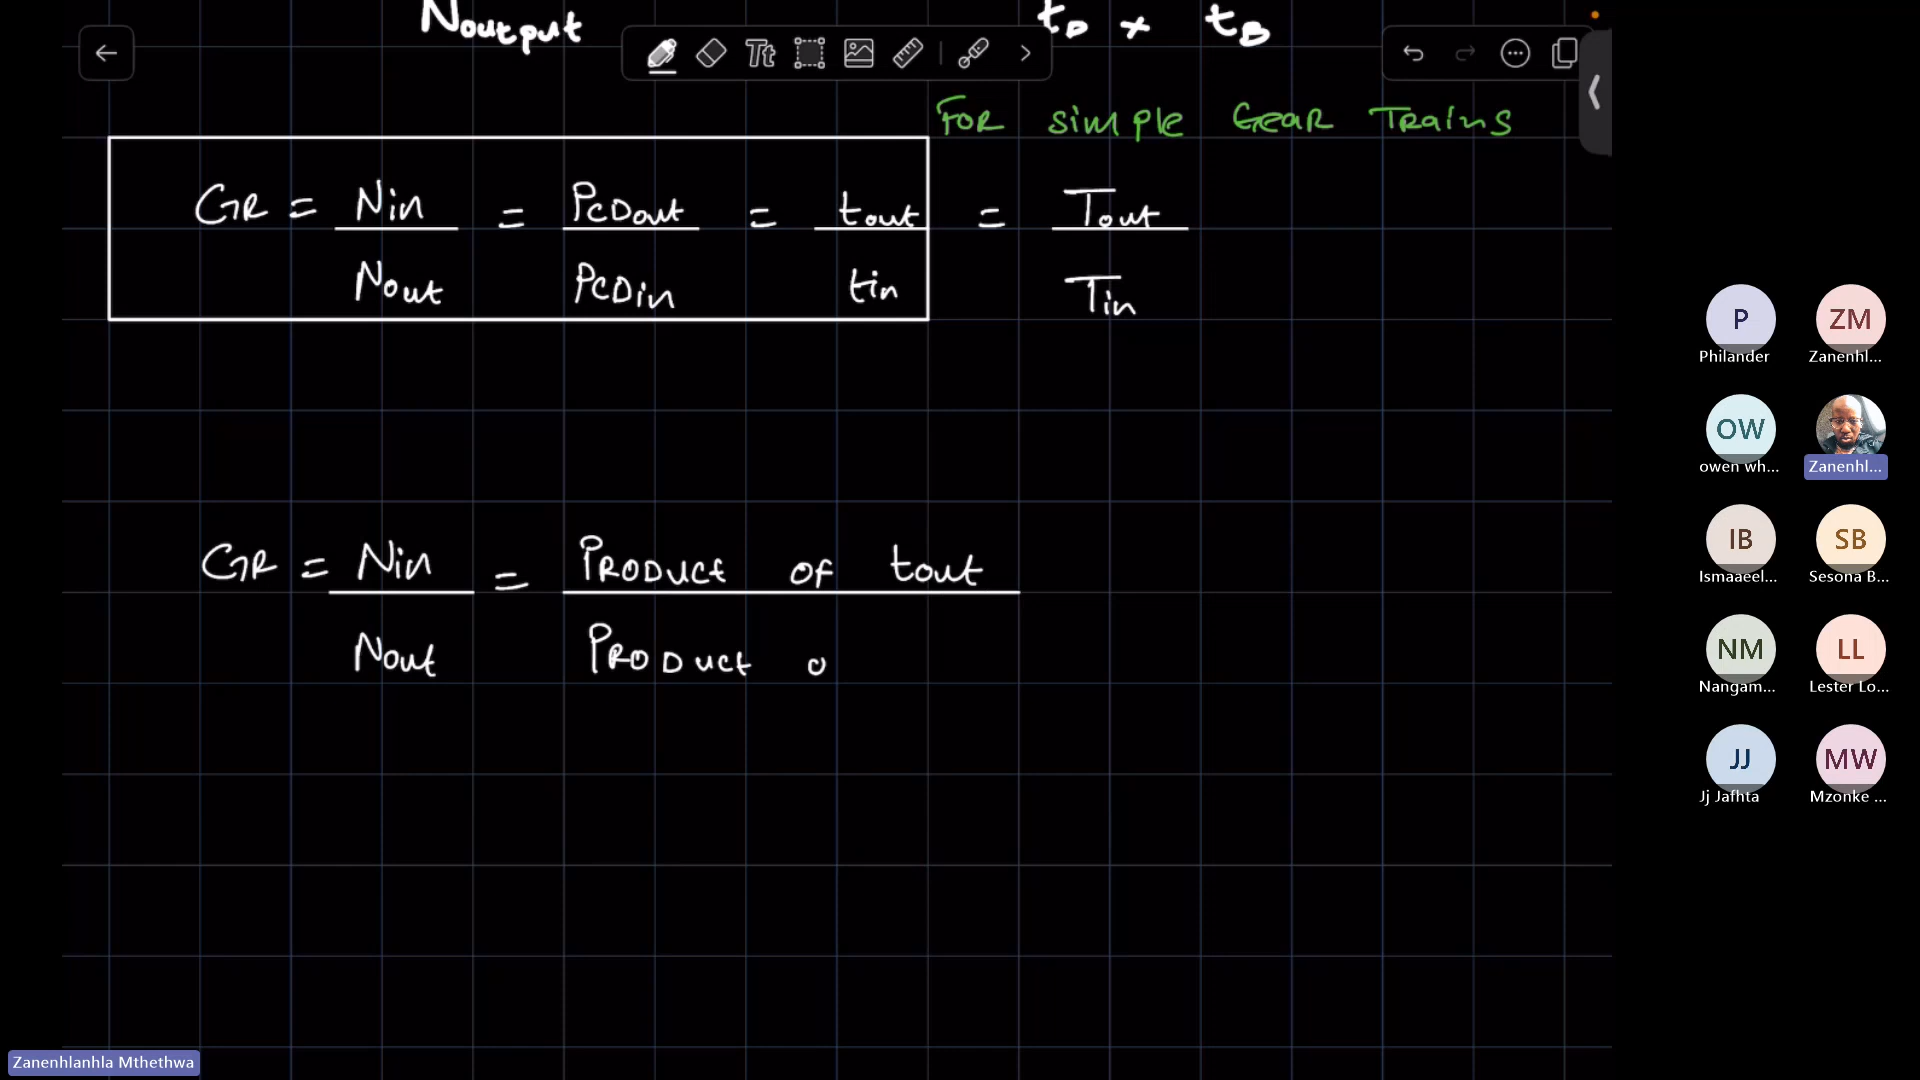 Noutput tD × tB
FOR simple Gear Trains
GR = Nin = PCDout = tout = Tout
Nout PCDin tin Tin
GR = Nin = PRODUCt OF tout
Nout PRODUCt o
P
Philander
ZM
Zanenhl...
OW
owen wh...
Zanenhl...
IB
Ismaaeel...
SB
Sesona B...
NM
Nangam...
LL
Lester Lo...
JJ
Jj Jafhta
MW
Mzonke ...
Zanenhlanhla Mthethwa
Tt